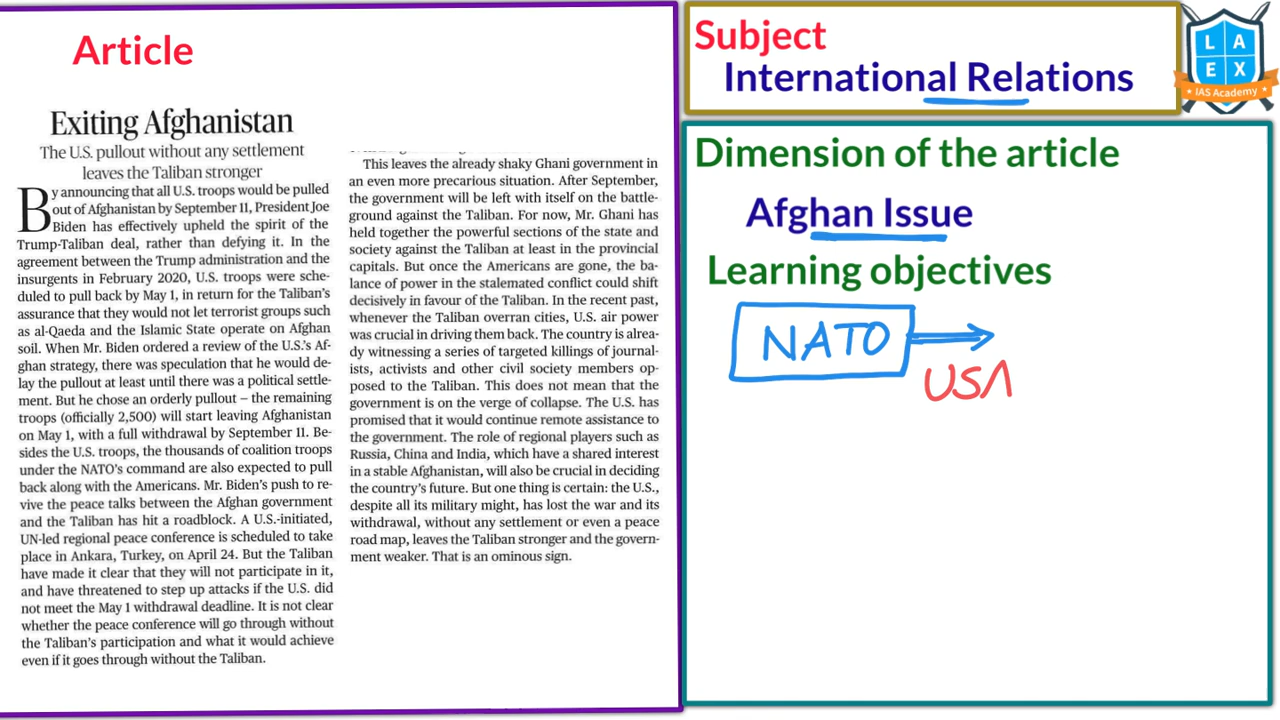 Article
Exiting Afghanistan
The U.S. pullout without any settlement
leaves the Taliban stronger
By announcing that all U.S. troops would be pulled
out of Afghanistan by September 11, President Joe
Biden has effectively upheld the spirit of the
Trump-Taliban deal, rather than defying it. In the
agreement between the Trump administration and the
insurgents in February 2020, U.S. troops were sche-
duled to pull back by May 1, in return for the Taliban's
assurance that they would not let terrorist groups such
as al-Qaeda and the Islamic State operate on Afghan
soil. When Mr. Biden ordered a review of the U.S.'s Af-
ghan strategy, there was speculation that he would de-
lay the pullout at least until there was a political settle-
ment. But he chose an orderly pullout – the remaining
troops (officially 2,500) will start leaving Afghanistan
on May 1, with a full withdrawal by September 11. Be-
sides the U.S. troops, the thousands of coalition troops
under the NATO's command are also expected to pull
back along with the Americans. Mr. Biden's push to re-
vive the peace talks between the Afghan government
and the Taliban has hit a roadblock. A U.S.-initiated,
UN-led regional peace conference is scheduled to take
place in Ankara, Turkey, on April 24. But the Taliban
have made it clear that they will not participate in it,
and have threatened to step up attacks if the U.S. did
not meet the May 1 withdrawal deadline. It is not clear
whether the peace conference will go through without
the Taliban's participation and what it would achieve
even if it goes through without the Taliban.
This leaves the already shaky Ghani government in
an even more precarious situation. After September,
the government will be left with itself on the battle-
ground against the Taliban. For now, Mr. Ghani has
held together the powerful sections of the state and
society against the Taliban at least in the provincial
capitals. But once the Americans are gone, the ba-
lance of power in the stalemated conflict could shift
decisively in favour of the Taliban. In the recent past,
whenever the Taliban overran cities, U.S. air power
was crucial in driving them back. The country is alrea-
dy witnessing a series of targeted killings of journal-
ists, activists and other civil society members op-
posed to the Taliban. This does not mean that the
government is on the verge of collapse. The U.S. has
promised that it would continue remote assistance to
the government. The role of regional players such as
Russia, China and India, which have a shared interest
in a stable Afghanistan, will also be crucial in deciding
the country's future. But one thing is certain: the U.S.,
despite all its military might, has lost the war and its
withdrawal, without any settlement or even a peace
road map, leaves the Taliban stronger and the govern-
ment weaker. That is an ominous sign.
Subject
International Relations
L A
E X
IAS Academy
Dimension of the article
Afghan Issue
Learning objectives
NATO
USA